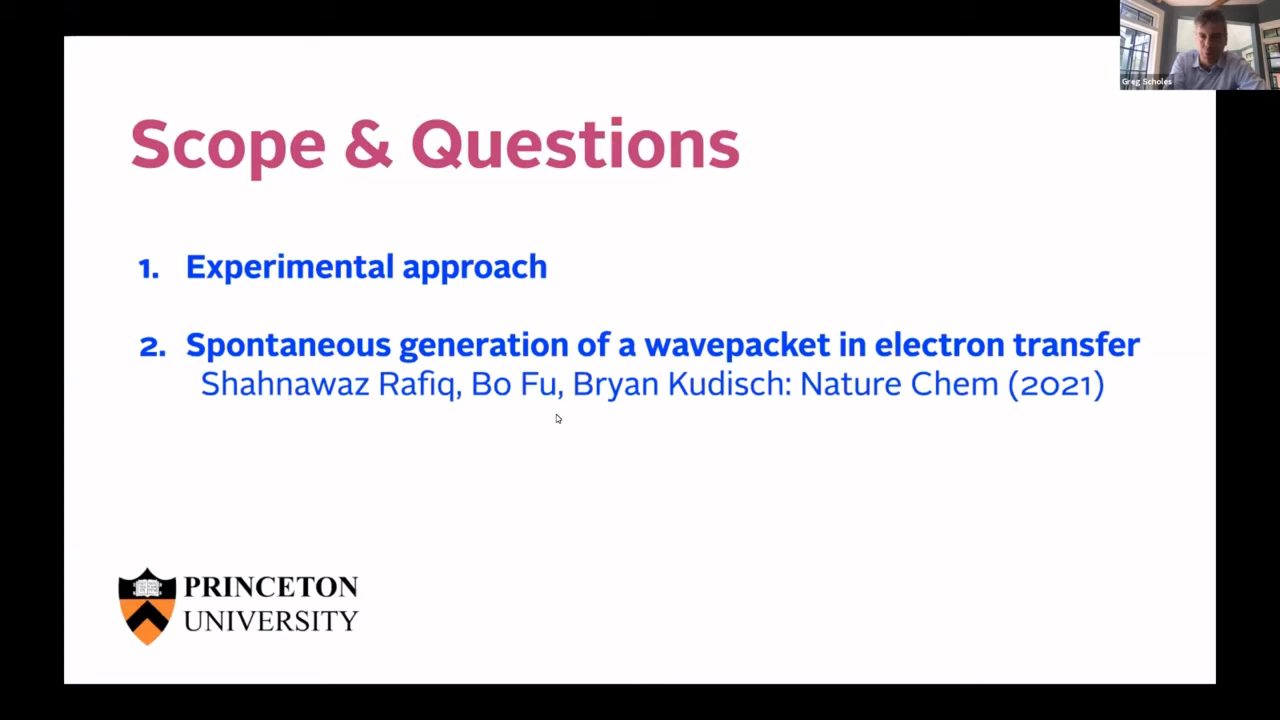 Greg Scholes
Scope & Questions
1. Experimental approach
2. Spontaneous generation of a wavepacket in electron transfer
Shahnawaz Rafiq, Bo Fu, Bryan Kudisch: Nature Chem (2021)
PRINCETON
UNIVERSITY